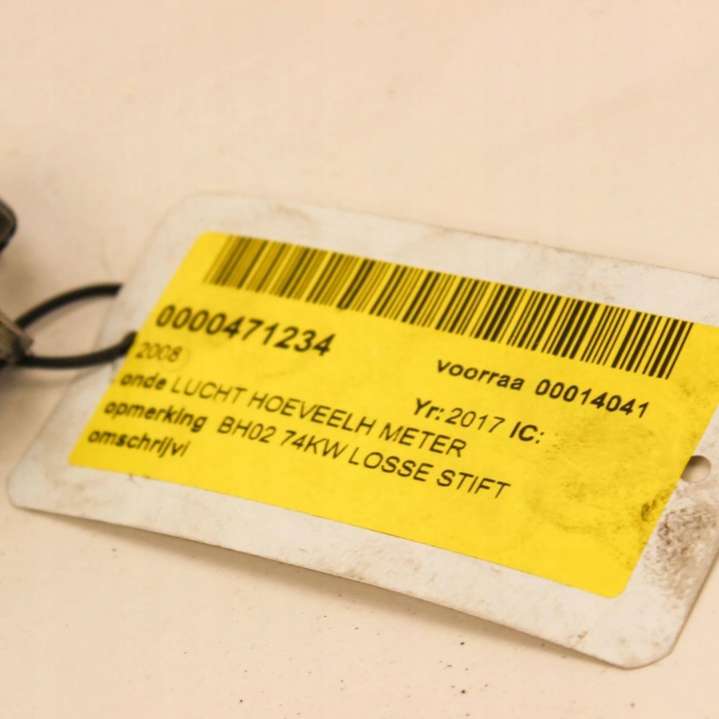 0000471234
voorraa 00014041
2008
Yr: 2017 IC:
onde LUCHT HOEVEELH METER
opmerking BH02 74KW LOSSE STIFT
omschrijvi